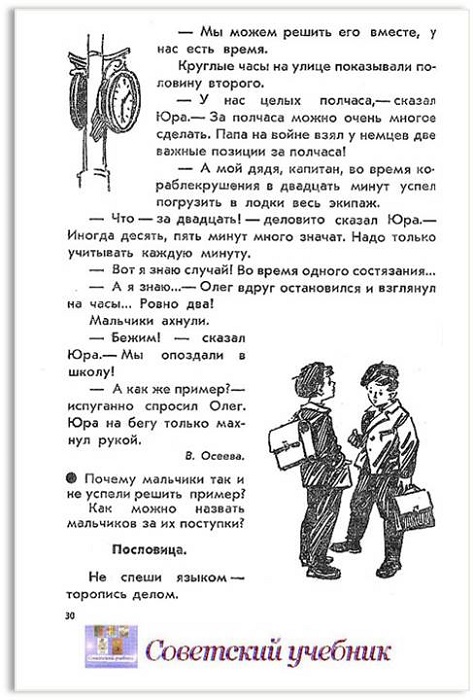 — Мы можем решить его вместе, у
нас есть время.
Круглые часы на улице показывали по-
ловину второго.
— У нас целых полчаса,— сказал
Юра.— За полчаса можно очень многое
сделать. Папа на войне взял у немцев две
важные позиции за полчаса!
— А мой дядя, капитан, во время ко-
раблекрушения в двадцать минут успел
погрузить в лодки весь экипаж.
— Что — за двадцать! — деловито сказал Юра.—
Иногда десять, пять минут много значат. Надо только
учитывать каждую минуту.
— Вот я знаю случай! Во время одного состязания...
— А я знаю...— Олег вдруг остановился и взглянул
на часы... Ровно два!
Мальчики ахнули.
— Бежим! — сказал
Юра.— Мы опоздали в
школу!
— А как же пример?—
испуганно спросил Олег.
Юра на бегу только мах-
нул рукой.
В. Осеева.
Почему мальчики так и
не успели решить пример?
Как можно назвать
мальчиков за их поступки?
Пословица.
Не спеши языком —
торопись делом.
30
Советский учебник